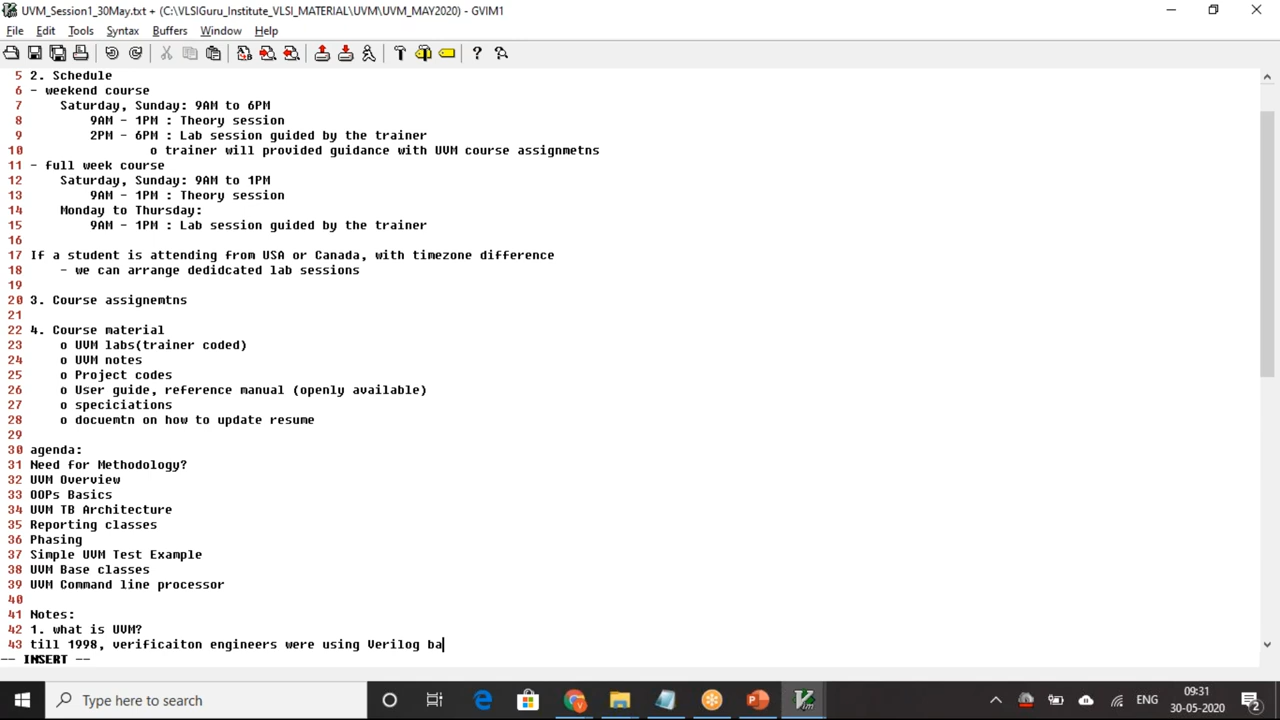 UVM_Session1_30May.txt + (C:\VLSIGuru_Institute_VLSI_MATERIAL\UVM\UVM_MAY2020) - GVIM1
File Edit Tools Syntax Buffers Window Help
5 2. Schedule
6 - weekend course
7 Saturday, Sunday: 9AM to 6PM
8 9AM - 1PM : Theory session
9 2PM - 6PM : Lab session guided by the trainer
10 o trainer will provided guidance with UVM course assignmetns
11 - full week course
12 Saturday, Sunday: 9AM to 1PM
13 9AM - 1PM : Theory session
14 Monday to Thursday:
15 9AM - 1PM : Lab session guided by the trainer
16
17 If a student is attending from USA or Canada, with timezone difference
18 - we can arrange dedidcated lab sessions
19
20 3. Course assignemtns
21
22 4. Course material
23 o UVM labs(trainer coded)
24 o UVM notes
25 o Project codes
26 o User guide, reference manual (openly available)
27 o speciciations
28 o docuemtn on how to update resume
29
30 agenda:
31 Need for Methodology?
32 UVM Overview
33 OOPs Basics
34 UVM TB Architecture
35 Reporting classes
36 Phasing
37 Simple UVM Test Example
38 UVM Base classes
39 UVM Command line processor
40
41 Notes:
42 1. what is UVM?
43 till 1998, verificaiton engineers were using Verilog ba
-- INSERT --
Type here to search
ENG
09:31
30-05-2020
2